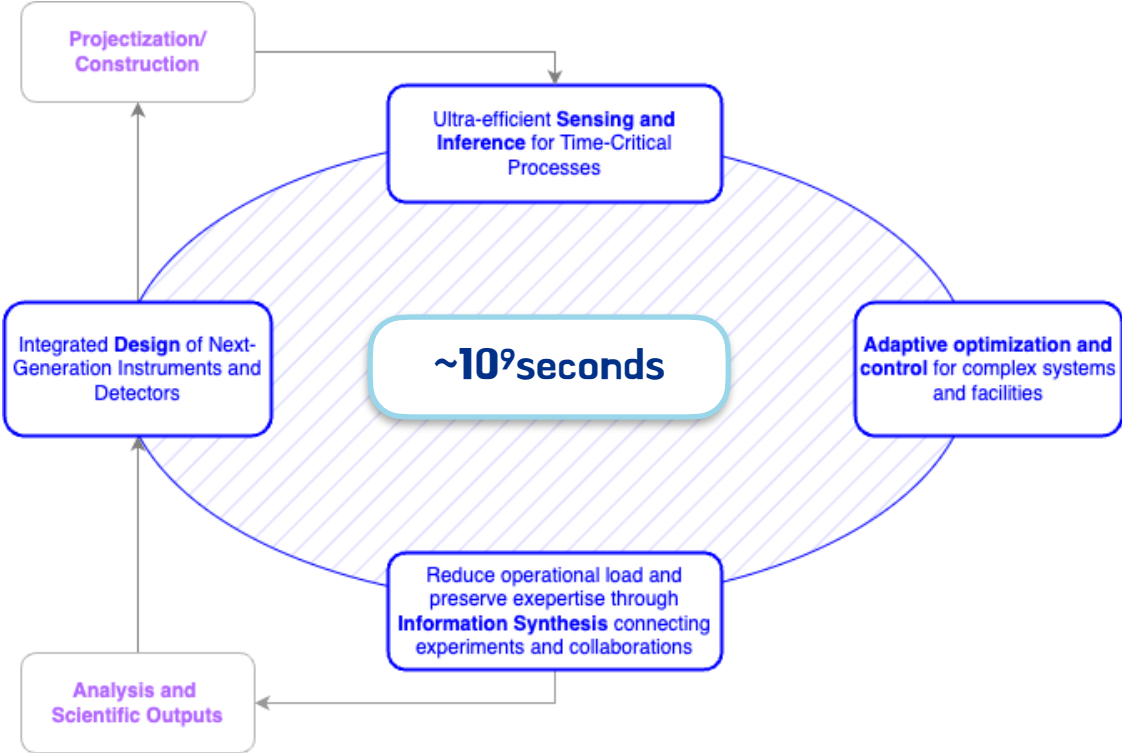 Projectization/
Construction
Ultra-efficient Sensing and
Inference for Time-Critical
Processes
Integrated Design of Next-
Generation Instruments and
Detectors
~10⁹seconds
Adaptive optimization and
control for complex systems
and facilities
Reduce operational load and
preserve exepertise through
Information Synthesis connecting
experiments and collaborations
Analysis and
Scientific Outputs